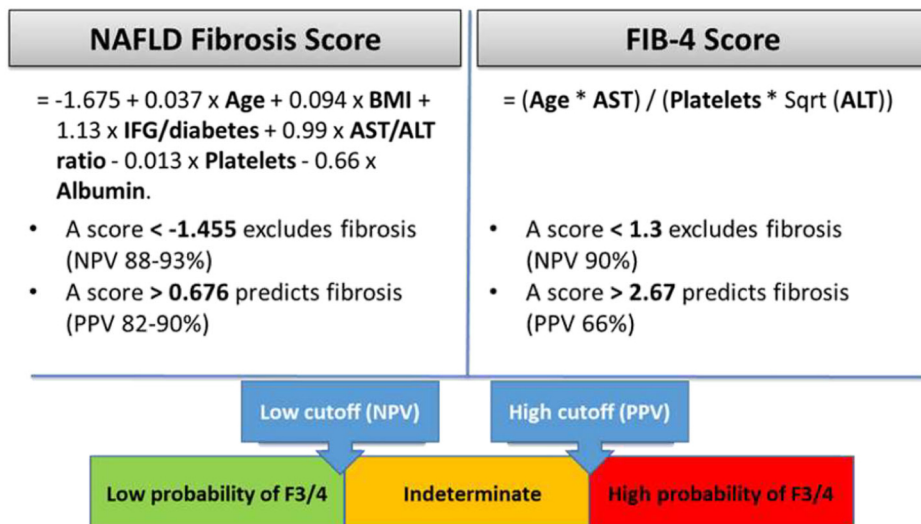 NAFLD Fibrosis Score
= -1.675 + 0.037 x Age + 0.094 x BMI +
1.13 x IFG/diabetes + 0.99 x AST/ALT
ratio - 0.013 x Platelets - 0.66 x
Albumin.
• A score < -1.455 excludes fibrosis
(NPV 88-93%)
• A score > 0.676 predicts fibrosis
(PPV 82-90%)
FIB-4 Score
= (Age * AST) / (Platelets * Sqrt (ALT))
• A score < 1.3 excludes fibrosis
(NPV 90%)
• A score > 2.67 predicts fibrosis
(PPV 66%)
Low cutoff (NPV)
High cutoff (PPV)
Low probability of F3/4
Indeterminate
High probability of F3/4